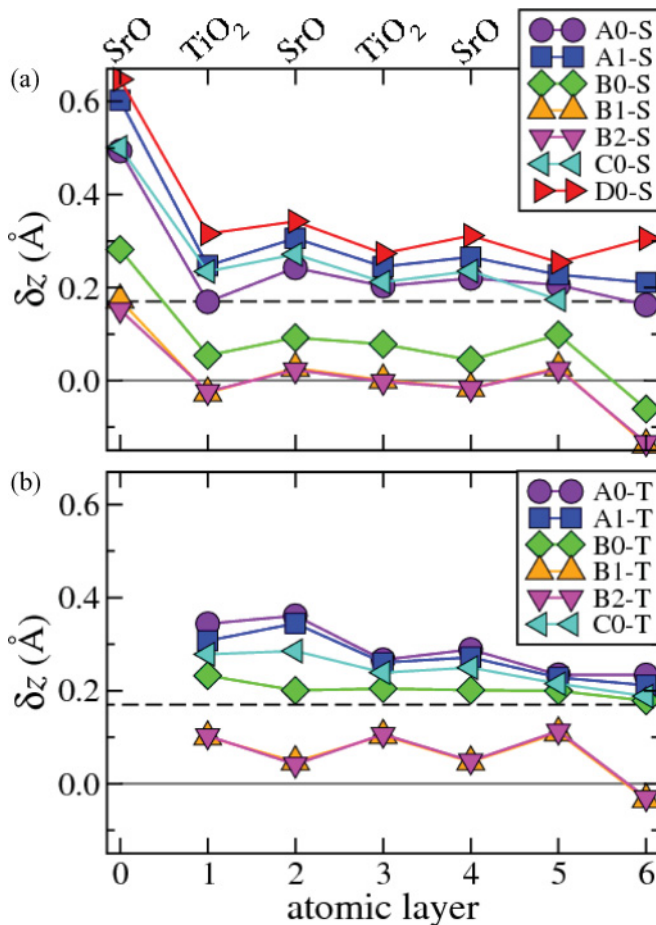 SrO TiO₂ SrO TiO₂ SrO
(a)
A0-S
A1-S
B0-S
B1-S
B2-S
C0-S
D0-S
0.6
0.4
0.2
0.0
δz (Å)
(b)
A0-T
A1-T
B0-T
B1-T
B2-T
C0-T
0.6
0.4
0.2
0.0
δz (Å)
0 1 2 3 4 5 6
atomic layer